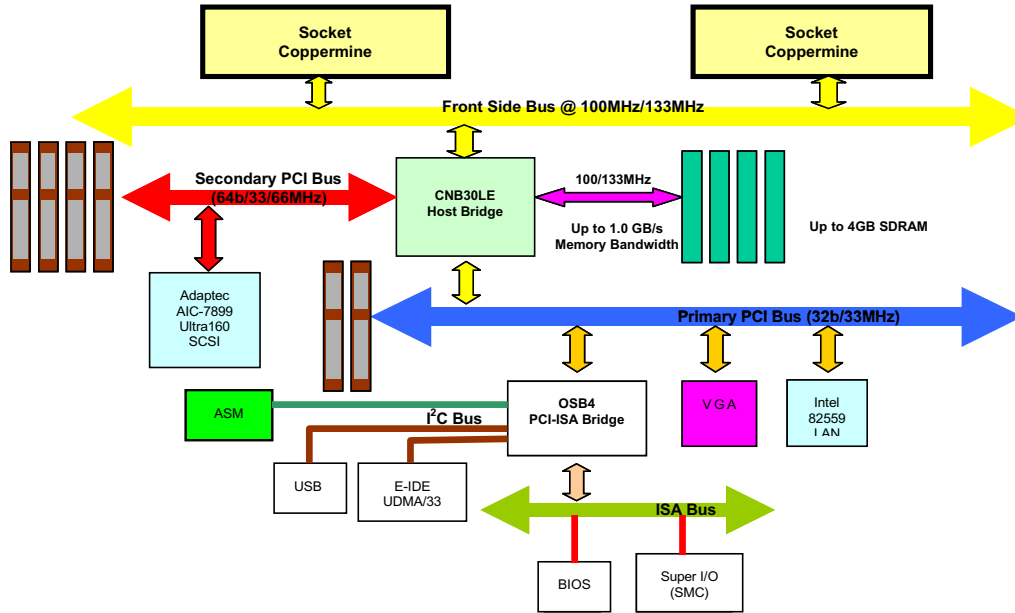 Socket
Coppermine
Socket
Coppermine
Front Side Bus @ 100MHz/133MHz
Secondary PCI Bus
(64b/33/66MHz)
CNB30LE
Host Bridge
100/133MHz
Up to 1.0 GB/s
Memory Bandwidth
Up to 4GB SDRAM
Adaptec
AIC-7899
Ultra160
SCSI
Primary PCI Bus (32b/33MHz)
ASM
I²C Bus
OSB4
PCI-ISA Bridge
VGA
Intel
82559
LAN
USB
E-IDE
UDMA/33
ISA Bus
BIOS
Super I/O
(SMC)